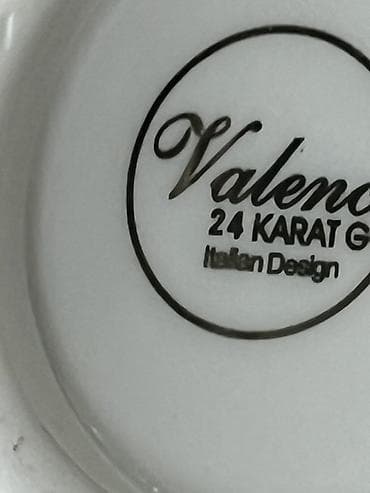 Valenc
24 KARAT G
Italian Design